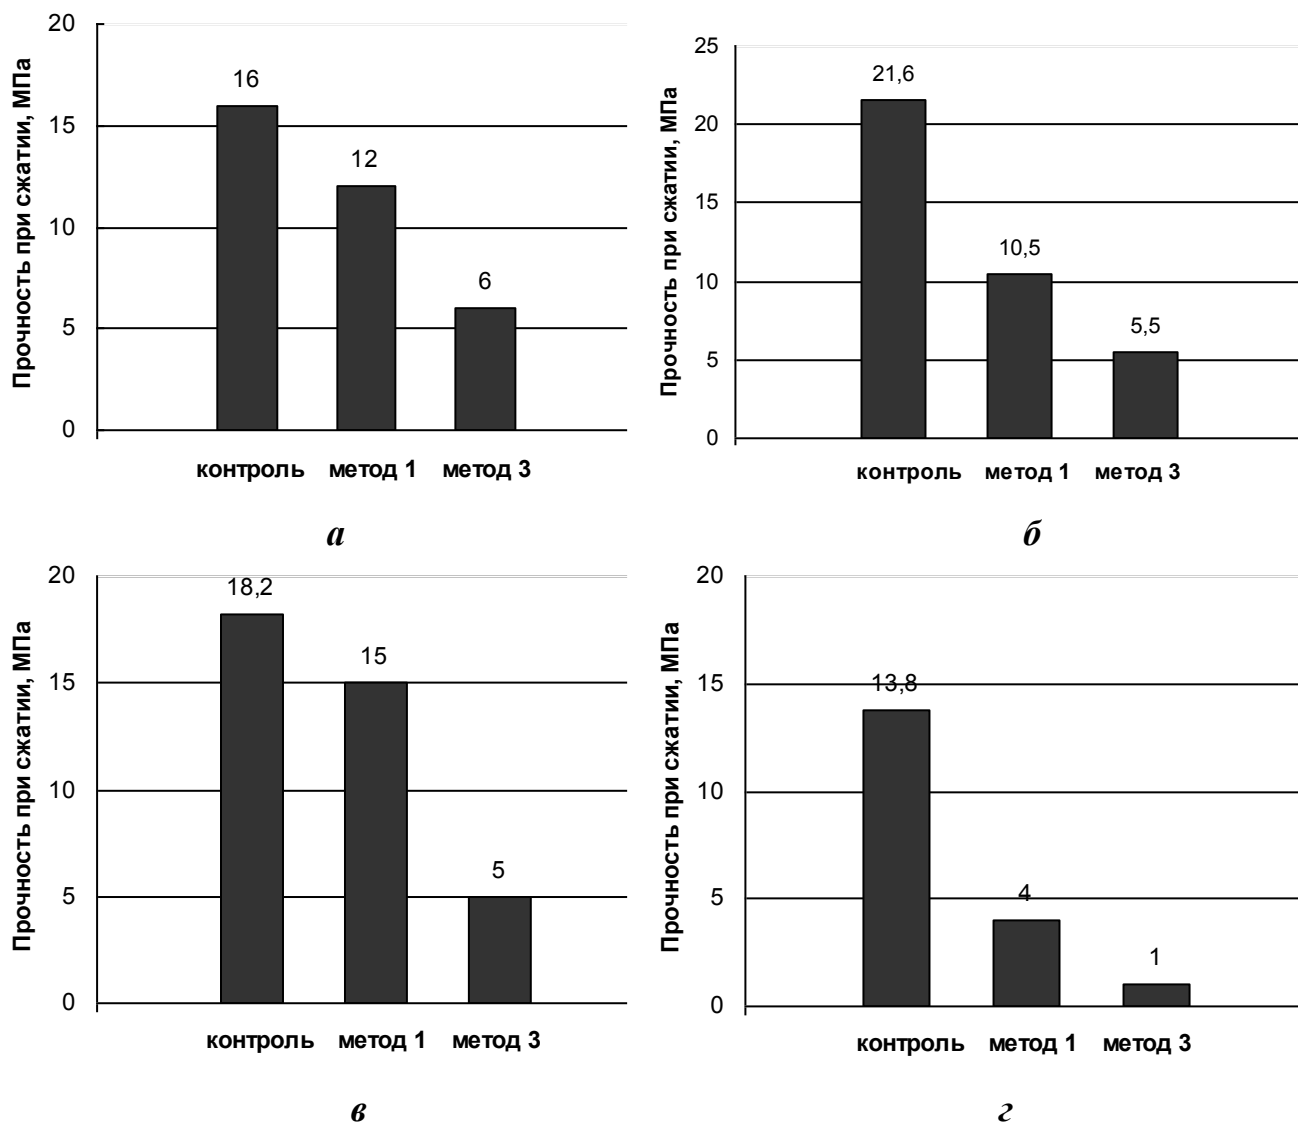 Прочность при сжатии, МПа
20
15
10
5
0
16
12
6
контроль метод 1 метод 3
а
Прочность при сжатии, МПа
25
20
15
10
5
0
21,6
10,5
5,5
контроль метод 1 метод 3
б
Прочность при сжатии, МПа
20
15
10
5
0
18,2
15
5
контроль метод 1 метод 3
в
Прочность при сжатии, МПа
20
15
10
5
0
13,8
4
1
контроль метод 1 метод 3
г